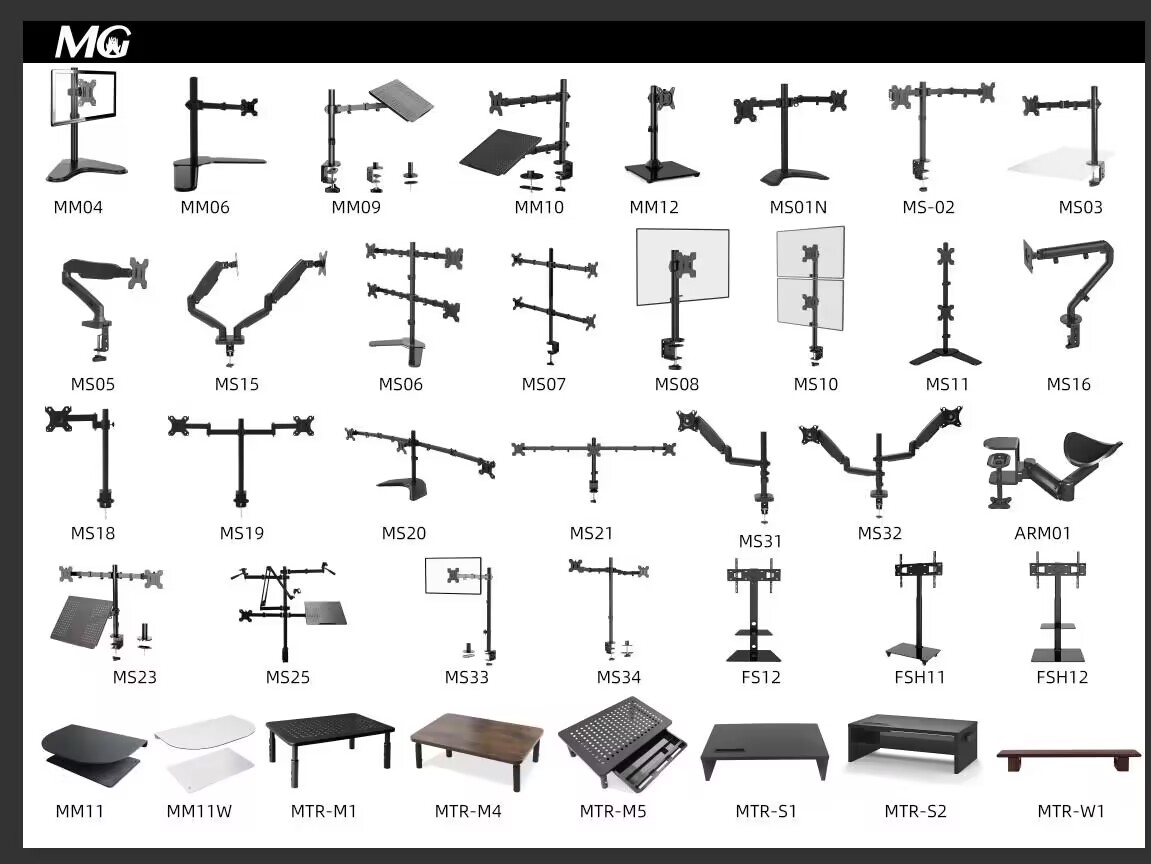 MG
MM04 MM06 MM09 MM10 MM12 MS01N MS-02 MS03
MS05 MS15 MS06 MS07 MS08 MS10 MS11 MS16
MS18 MS19 MS20 MS21 MS31 MS32 ARM01
MS23 MS25 MS33 MS34 FS12 FSH11 FSH12
MM11 MM11W MTR-M1 MTR-M4 MTR-M5 MTR-S1 MTR-S2 MTR-W1